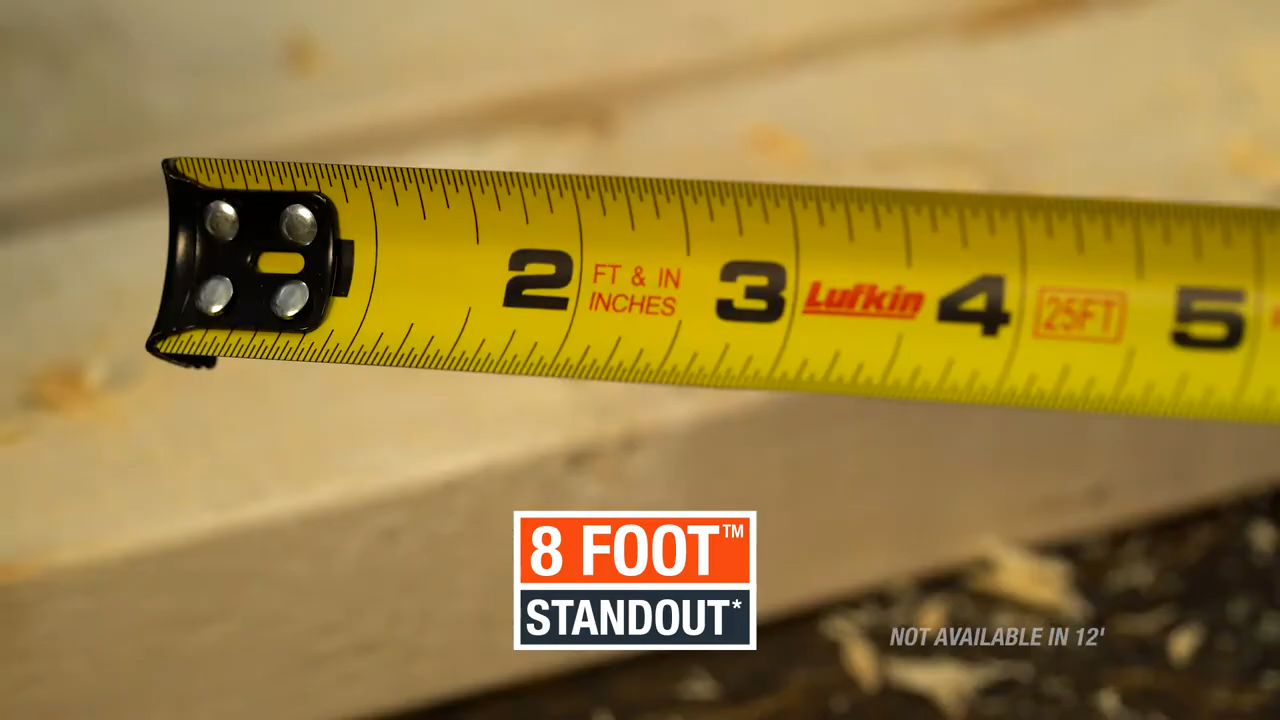 2 FT & IN 3 Lufkin 4 25FT 5
INCHES
8 FOOT™
STANDOUT*
NOT AVAILABLE IN 12'